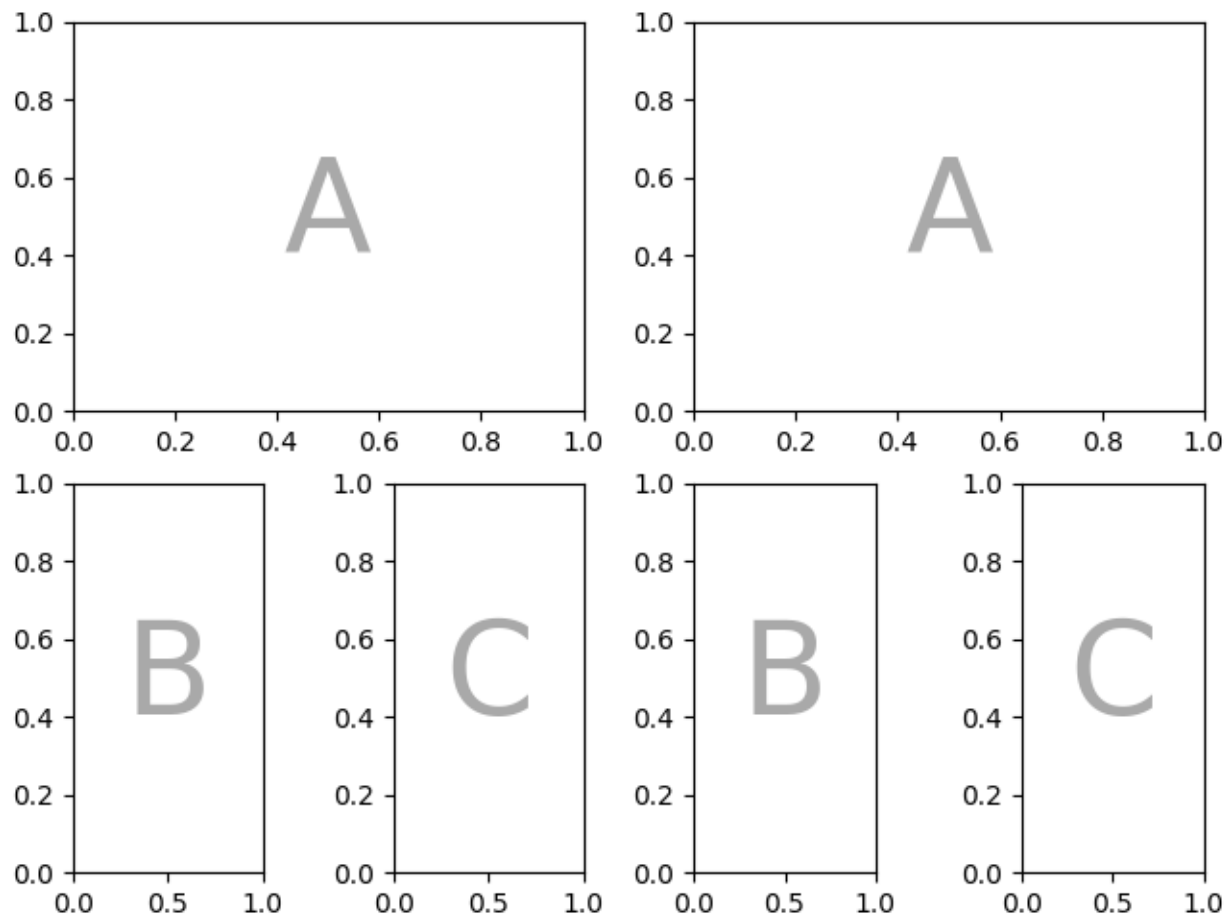 1.0 1.0
0.8 0.8
0.6 A 0.6 A
0.4 0.4
0.2 0.2
0.0 0.0
0.0 0.2 0.4 0.6 0.8 1.0 0.0 0.2 0.4 0.6 0.8 1.0
1.0 1.0 1.0 1.0
0.8 0.8 0.8 0.8
0.6 B 0.6 C 0.6 B 0.6 C
0.4 0.4 0.4 0.4
0.2 0.2 0.2 0.2
0.0 0.0 0.0 0.0
0.0 0.5 1.0 0.0 0.5 1.0 0.0 0.5 1.0 0.0 0.5 1.0